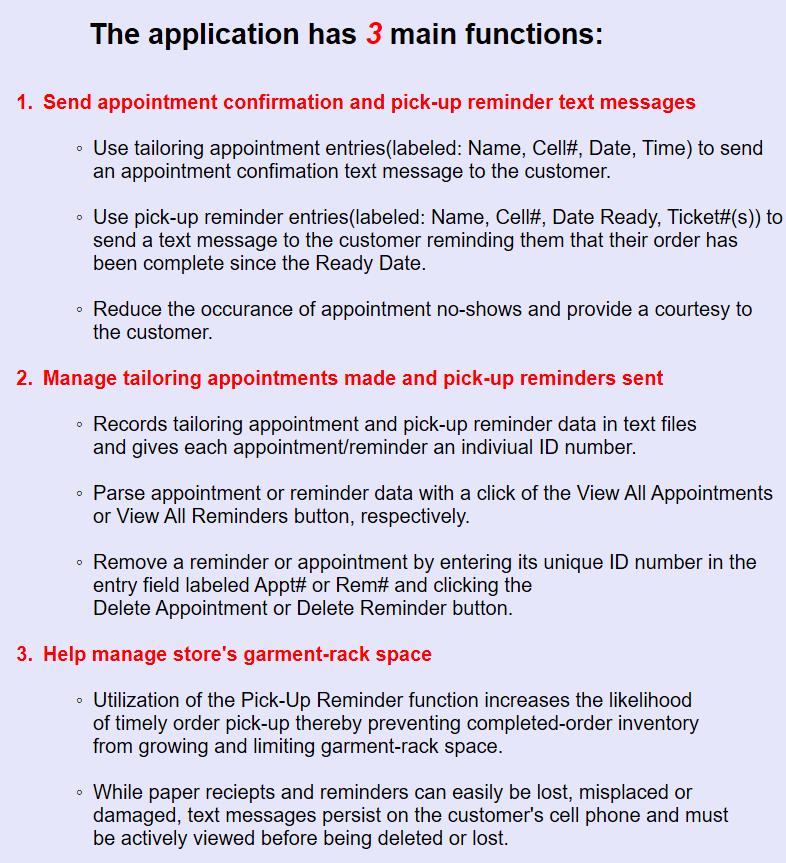 The application has 3 main functions:
1. Send appointment confirmation and pick-up reminder text messages
◦ Use tailoring appointment entries(labeled: Name, Cell#, Date, Time) to send
an appointment confimation text message to the customer.
◦ Use pick-up reminder entries(labeled: Name, Cell#, Date Ready, Ticket#(s)) to
send a text message to the customer reminding them that their order has
been complete since the Ready Date.
◦ Reduce the occurance of appointment no-shows and provide a courtesy to
the customer.
2. Manage tailoring appointments made and pick-up reminders sent
◦ Records tailoring appointment and pick-up reminder data in text files
and gives each appointment/reminder an indiviual ID number.
◦ Parse appointment or reminder data with a click of the View All Appointments
or View All Reminders button, respectively.
◦ Remove a reminder or appointment by entering its unique ID number in the
entry field labeled Appt# or Rem# and clicking the
Delete Appointment or Delete Reminder button.
3. Help manage store's garment-rack space
◦ Utilization of the Pick-Up Reminder function increases the likelihood
of timely order pick-up thereby preventing completed-order inventory
from growing and limiting garment-rack space.
◦ While paper reciepts and reminders can easily be lost, misplaced or
damaged, text messages persist on the customer's cell phone and must
be actively viewed before being deleted or lost.